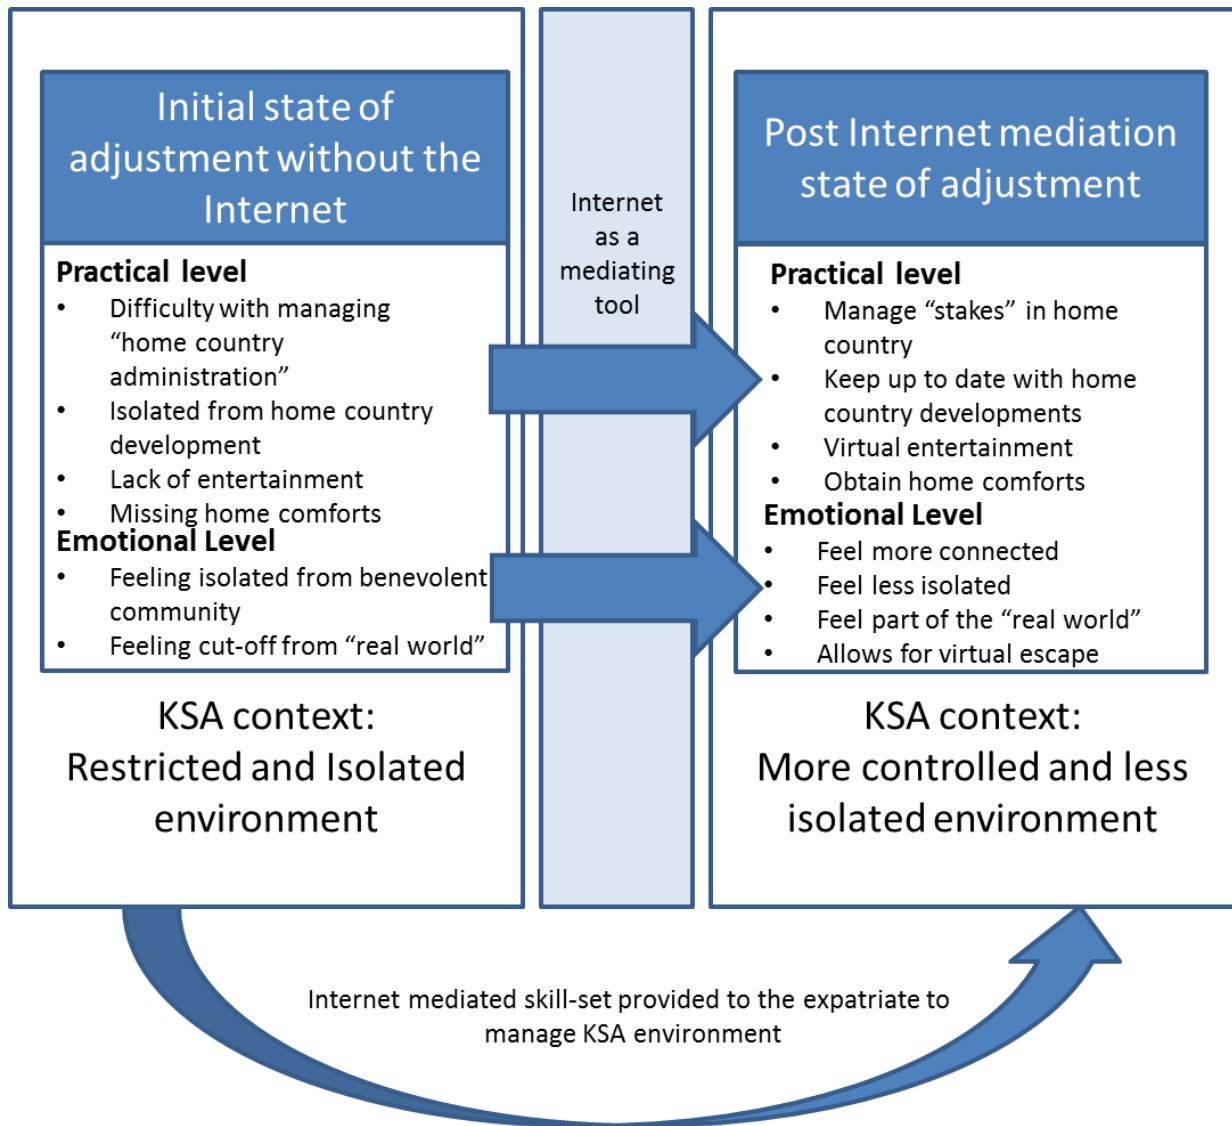 Initial state of
adjustment without the
Internet
Practical level
• Difficulty with managing
“home country
administration”
• Isolated from home country
development
• Lack of entertainment
• Missing home comforts
Emotional Level
• Feeling isolated from benevolent
community
• Feeling cut-off from “real world”
KSA context:
Restricted and Isolated
environment
Internet
as a
mediating
tool
Post Internet mediation
state of adjustment
Practical level
• Manage “stakes” in home
country
• Keep up to date with home
country developments
• Virtual entertainment
• Obtain home comforts
Emotional Level
• Feel more connected
• Feel less isolated
• Feel part of the “real world”
• Allows for virtual escape
KSA context:
More controlled and less
isolated environment
Internet mediated skill-set provided to the expatriate to
manage KSA environment